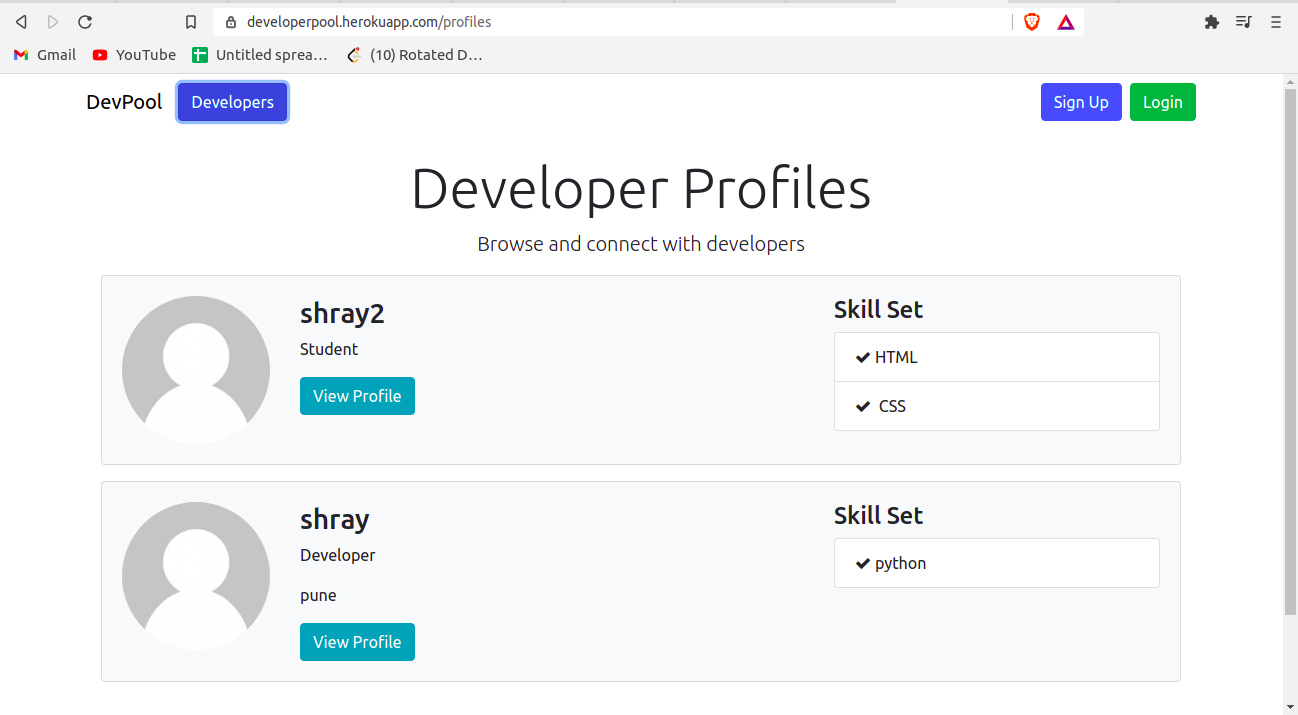 developerpool.herokuapp.com/profiles
Gmail YouTube Untitled sprea… (10) Rotated D…
DevPool Developers Sign Up Login
Developer Profiles
Browse and connect with developers
shray2
Student
View Profile
Skill Set
HTML
CSS
shray
Developer
pune
View Profile
Skill Set
python